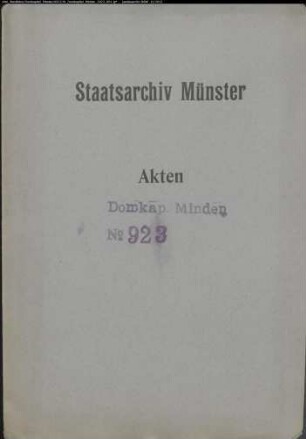 Staatsarchiv Münster
Akten
Domkap. Minden
№ 923